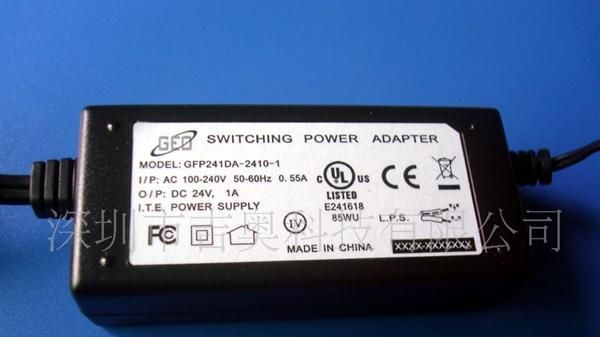 GEO SWITCHING POWER ADAPTER
MODEL: GFP241DA-2410-1
I/P: AC 100-240V 50-60Hz 0.55A
O/P: DC 24V, 1A
I.T.E. POWER SUPPLY
C UL US
LISTED
E241618
85WU
CE
L.P.S.
FC
IV
MADE IN CHINA
XXXX-XXXXXXX
深圳市吉奥科技有限公司